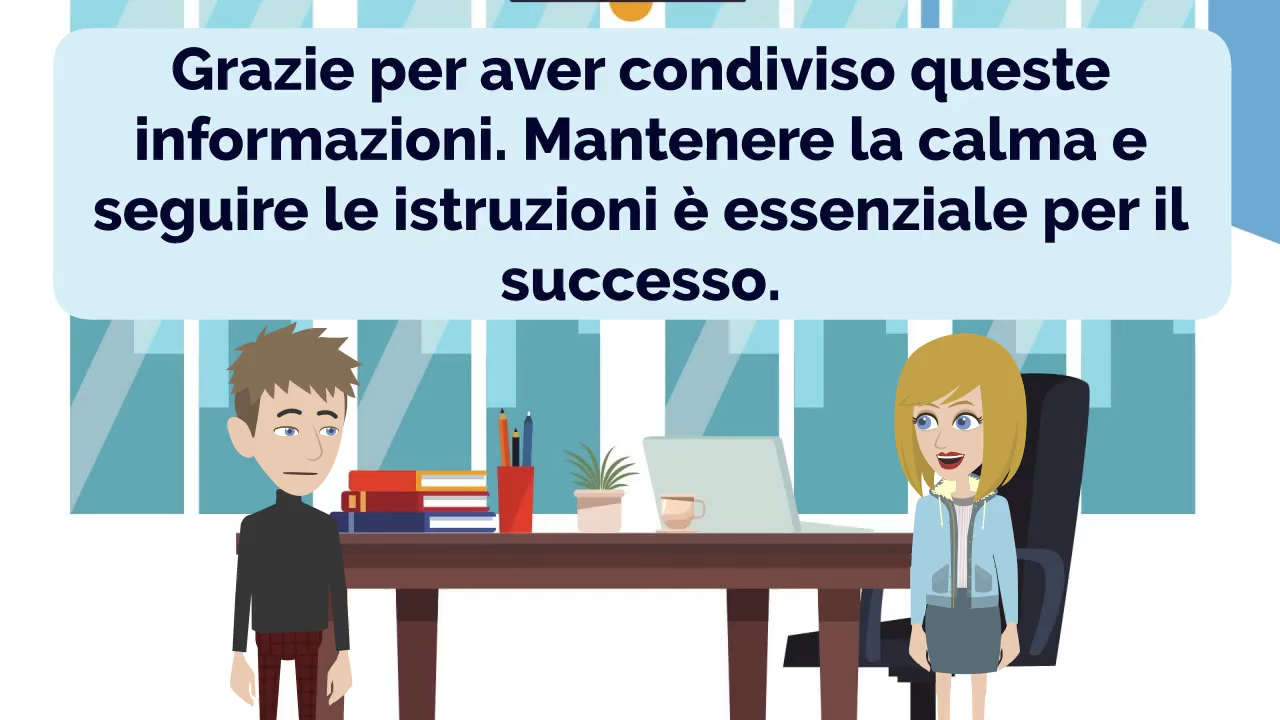 Grazie per aver condiviso queste
informazioni. Mantenere la calma e
seguire le istruzioni è essenziale per il
successo.